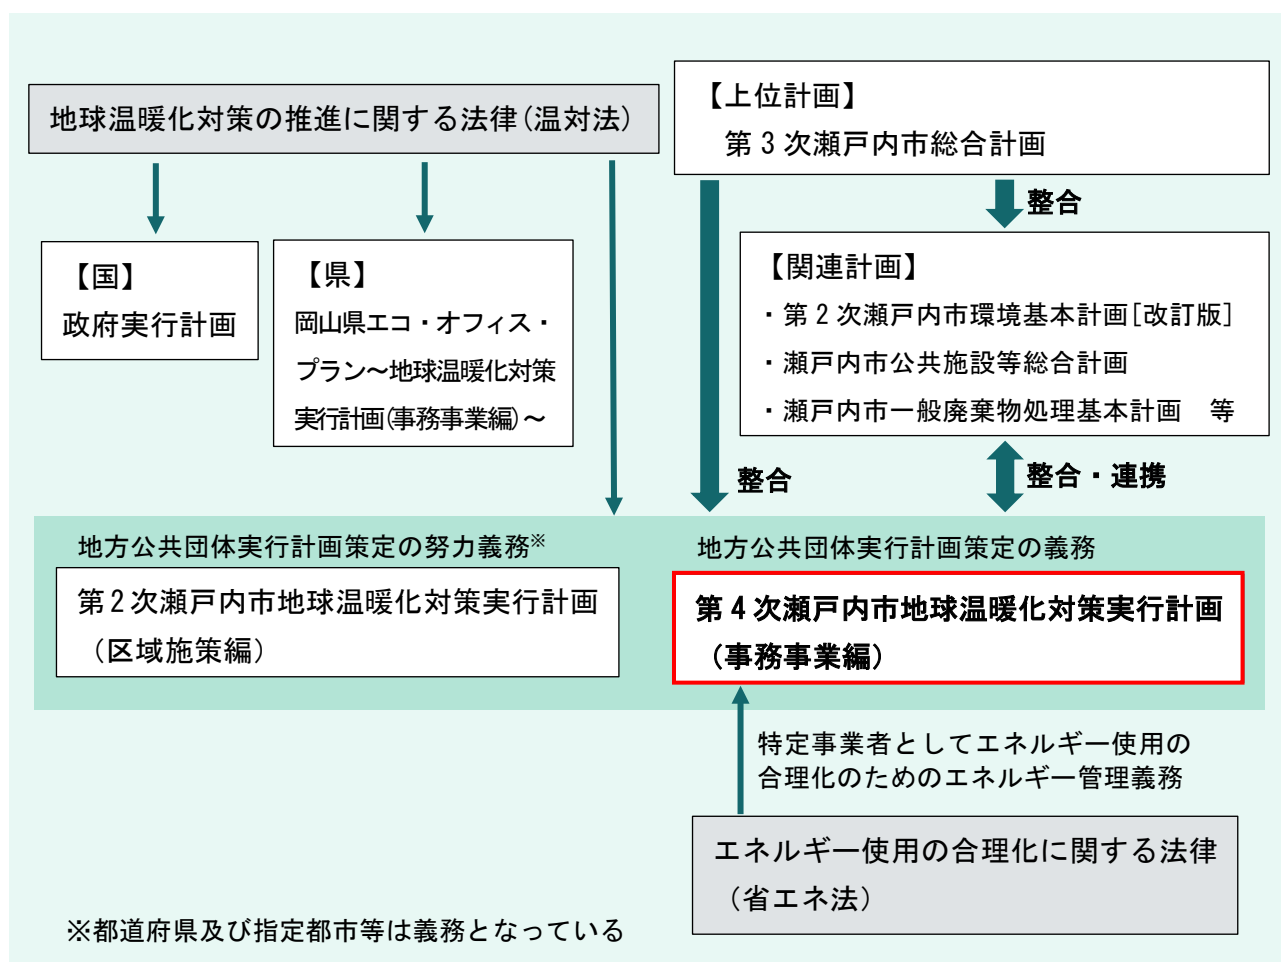 地球温暖化対策の推進に関する法律(温対法)
【上位計画】
第3次瀬戸内市総合計画
整合
【国】
政府実行計画
【県】
岡山県エコ・オフィス・
プラン～地球温暖化対策
実行計画(事務事業編)～
【関連計画】
・第2次瀬戸内市環境基本計画[改訂版]
・瀬戸内市公共施設等総合計画
・瀬戸内市一般廃棄物処理基本計画　等
整合
整合・連携
地方公共団体実行計画策定の努力義務※
第2次瀬戸内市地球温暖化対策実行計画
（区域施策編）
地方公共団体実行計画策定の義務
第4次瀬戸内市地球温暖化対策実行計画
（事務事業編）
特定事業者としてエネルギー使用の
合理化のためのエネルギー管理義務
エネルギー使用の合理化に関する法律
（省エネ法）
※都道府県及び指定都市等は義務となっている